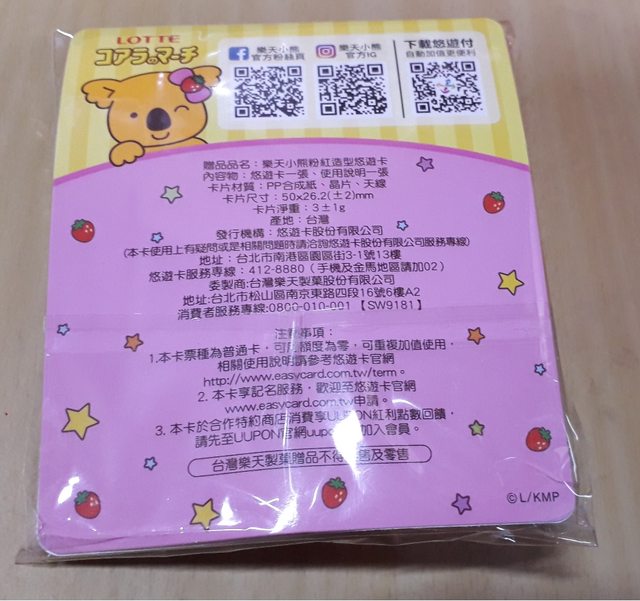 LOTTE
コアラのマーチ
樂天小熊
官方粉絲頁
樂天小熊
官方IG
下載悠遊付
自動加值更便利
贈品品名：樂天小熊粉紅造型悠遊卡
內容物：悠遊卡一張、使用說明一張
卡片材質：PP合成紙、晶片、天線
卡片尺寸：50x26.2(±2)mm
卡片淨重：3±1g
產地：台灣
發行機構：悠遊卡股份有限公司
(本卡使用上有疑問或是相關問題時請洽詢悠遊卡股份有限公司服務專線)
地址：台北市南港區園區街3-1號13樓
悠遊卡服務專線：412-8880（手機及金馬地區請加02）
委製商:台灣樂天製菓股份有限公司
地址:台北市松山區南京東路四段16號6樓A2
消費者服務專線:0800-010-001【SW9181】
注意事項：
1.本卡票種為普通卡，可用額度為零，可重複加值使用，
相關使用說明請參考悠遊卡官網
http://www.easycard.com.tw/term。
2. 本卡享記名服務，歡迎至悠遊卡官網
www.easycard.com.tw申請。
3. 本卡於合作特約商店消費享UUPON紅利點數回饋，
請先至UUPON官網uupo 加入會員。
台灣樂天製菓贈品不得 售及零售
©L/KMP